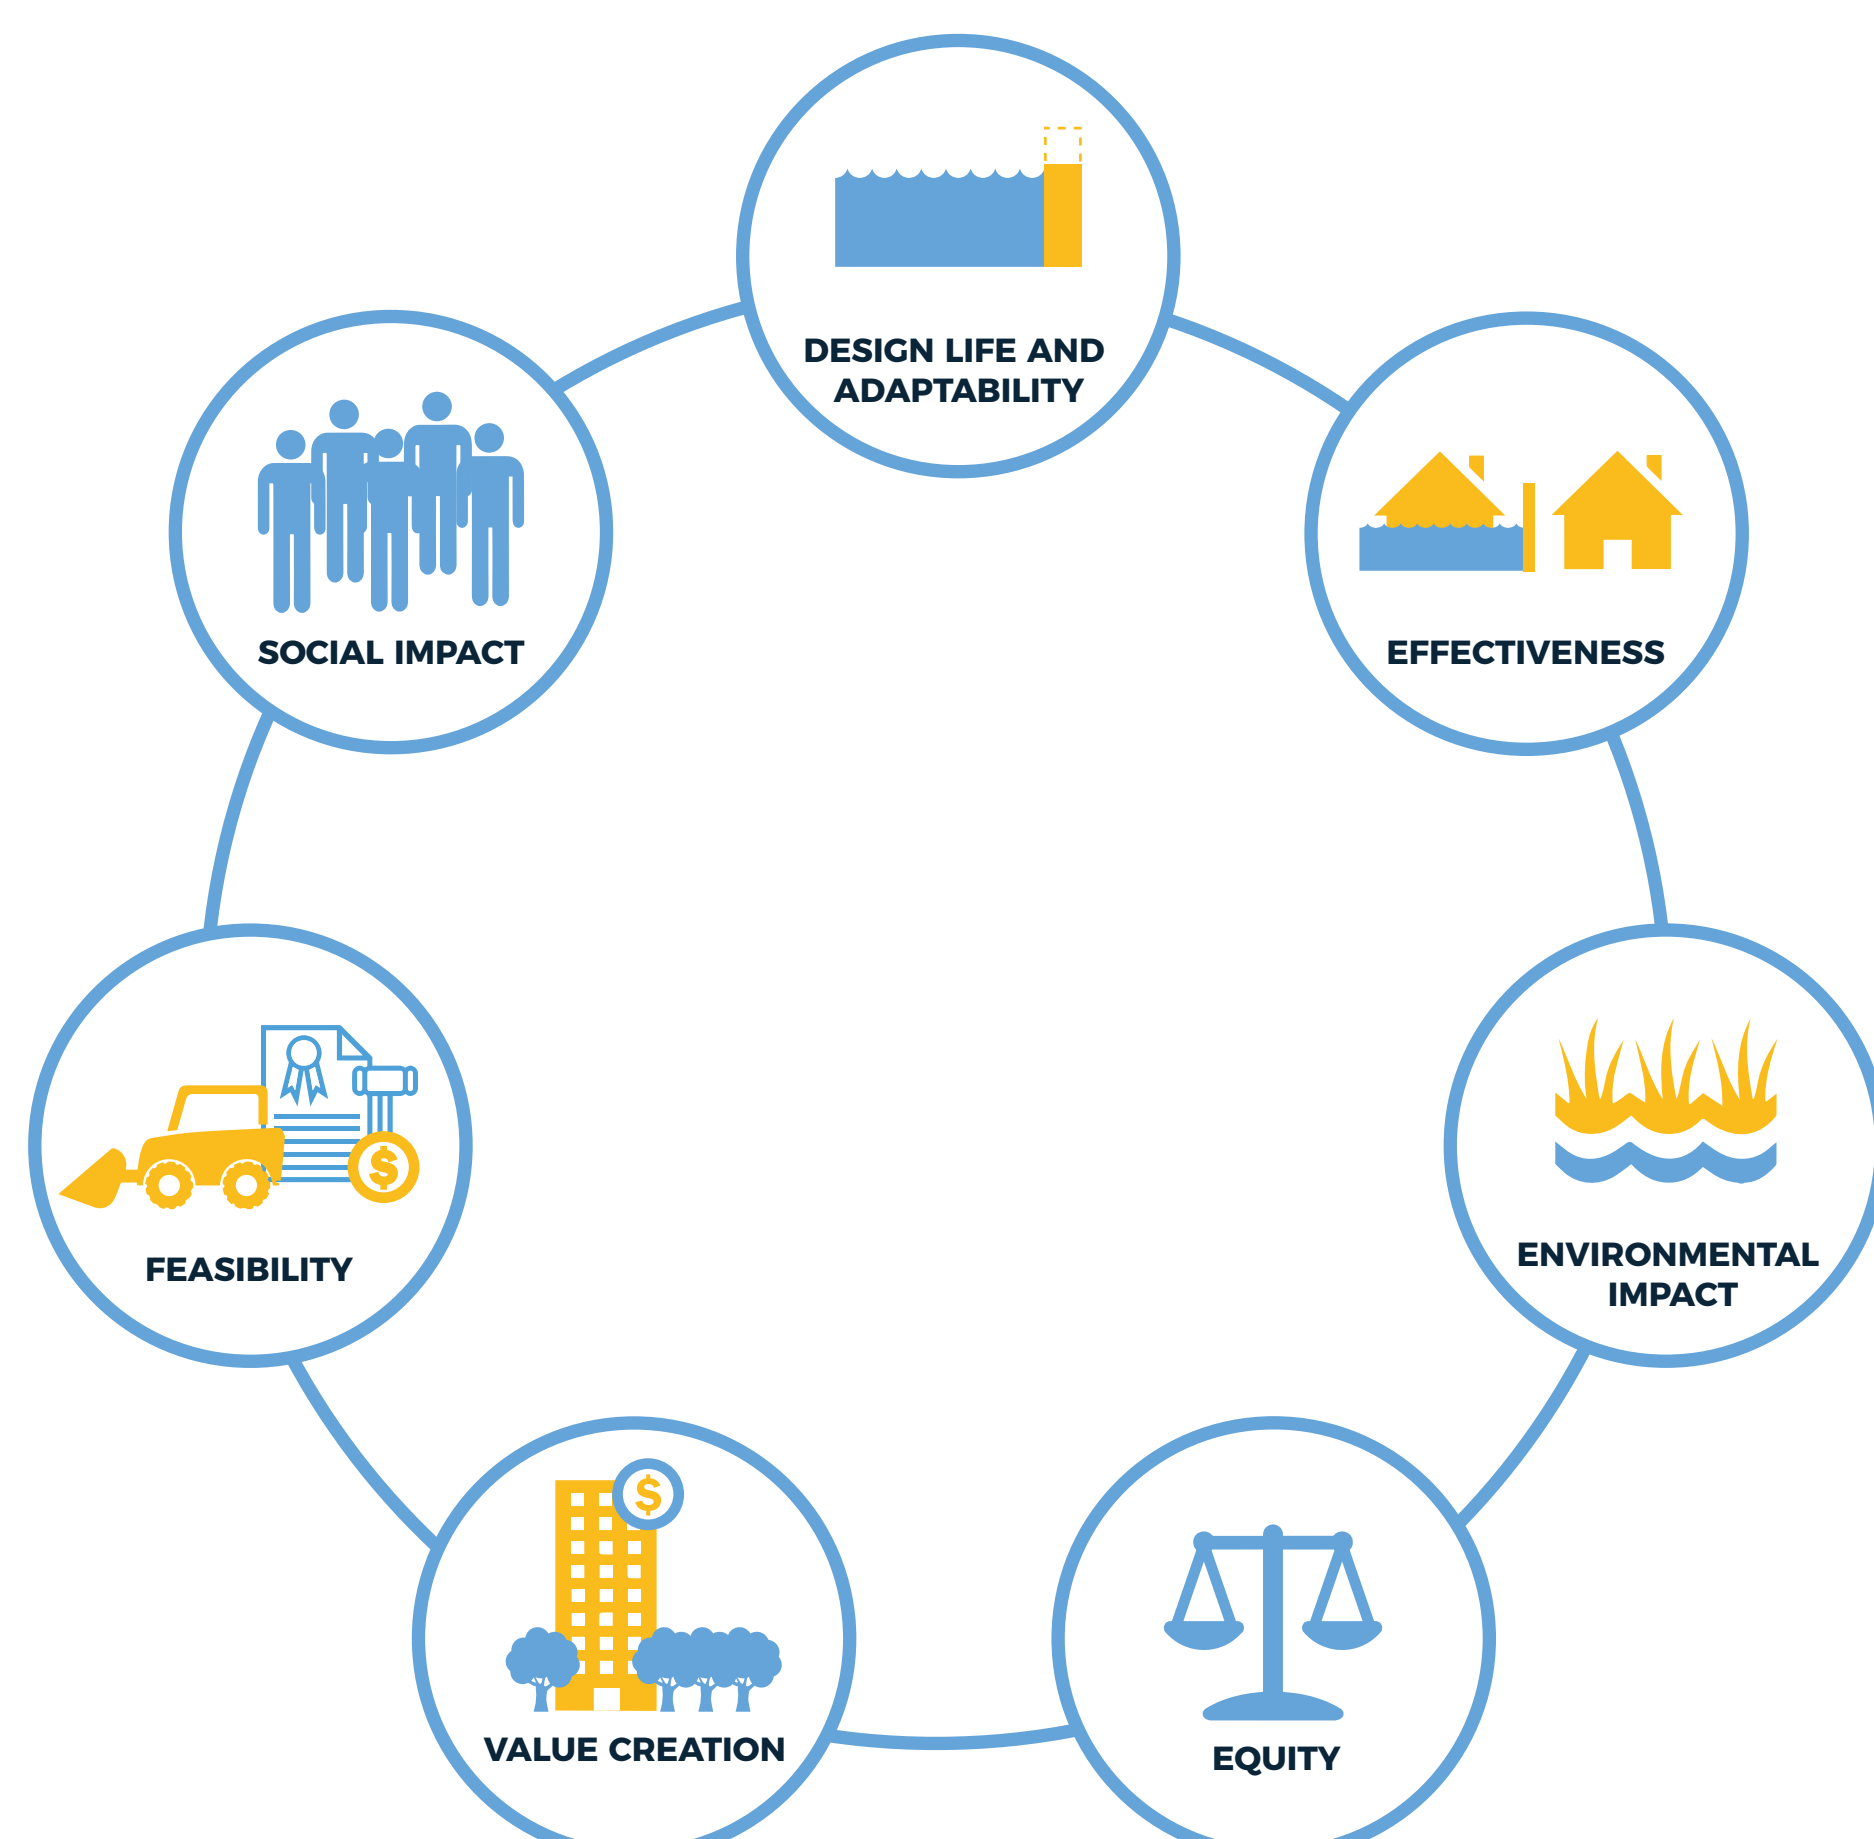 DESIGN LIFE AND
ADAPTABILITY
SOCIAL IMPACT
EFFECTIVENESS
$
FEASIBILITY
ENVIRONMENTAL
IMPACT
$
VALUE CREATION
EQUITY